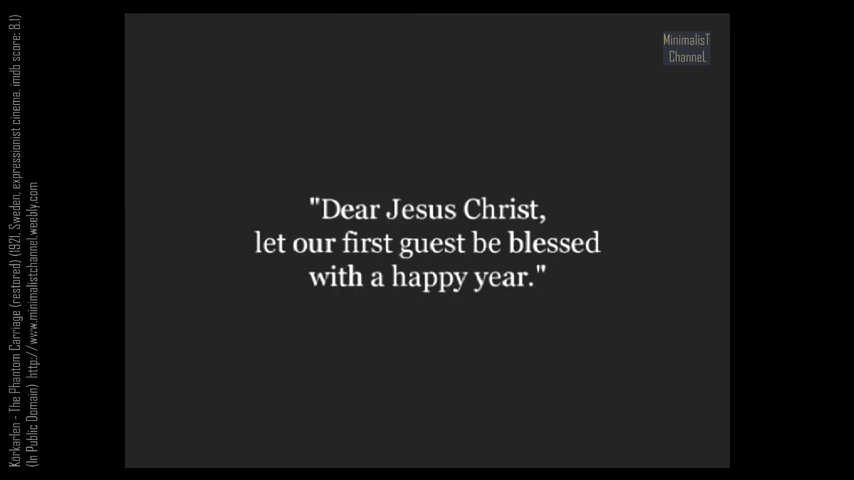 MinimalisT
ChanneL
"Dear Jesus Christ,
let our first guest be blessed
with a happy year."
Körkarlen - The Phantom Carriage (restored) (1921, Sweden, expressionist cinema, imdb score: 8.1)
(In Public Domain) http://www.minimalistchannel.weebly.com